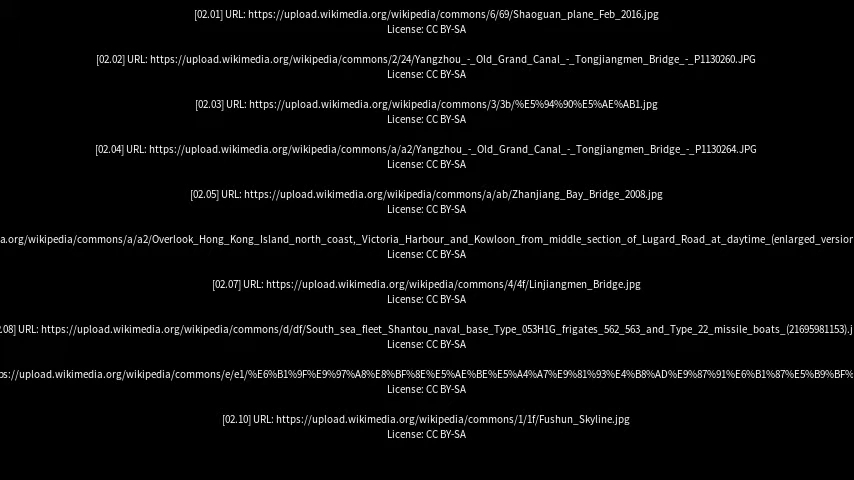 [02.01] URL: https://upload.wikimedia.org/wikipedia/commons/6/69/Shaoguan_plane_Feb_2016.jpg
License: CC BY-SA
[02.02] URL: https://upload.wikimedia.org/wikipedia/commons/2/24/Yangzhou_-_Old_Grand_Canal_-_Tongjiangmen_Bridge_-_P1130260.JPG
License: CC BY-SA
[02.03] URL: https://upload.wikimedia.org/wikipedia/commons/3/3b/%E5%94%90%E5%AE%AB1.jpg
License: CC BY-SA
[02.04] URL: https://upload.wikimedia.org/wikipedia/commons/a/a2/Yangzhou_-_Old_Grand_Canal_-_Tongjiangmen_Bridge_-_P1130264.JPG
License: CC BY-SA
[02.05] URL: https://upload.wikimedia.org/wikipedia/commons/a/ab/Zhanjiang_Bay_Bridge_2008.jpg
License: CC BY-SA
a.org/wikipedia/commons/a/a2/Overlook_Hong_Kong_Island_north_coast,_Victoria_Harbour_and_Kowloon_from_middle_section_of_Lugard_Road_at_daytime_(enlarged_version
License: CC BY-SA
[02.07] URL: https://upload.wikimedia.org/wikipedia/commons/4/4f/Linjiangmen_Bridge.jpg
License: CC BY-SA
2.08] URL: https://upload.wikimedia.org/wikipedia/commons/d/df/South_sea_fleet_Shantou_naval_base_Type_053H1G_frigates_562_563_and_Type_22_missile_boats_(21695981153).j
License: CC BY-SA
ps://upload.wikimedia.org/wikipedia/commons/e/e1/%E6%B1%9F%E9%97%A8%E8%BF%8E%E5%AE%BE%E5%A4%A7%E9%81%93%E4%B8%AD%E9%87%91%E6%B1%87%E5%B9%BF%
License: CC BY-SA
[02.10] URL: https://upload.wikimedia.org/wikipedia/commons/1/1f/Fushun_Skyline.jpg
License: CC BY-SA